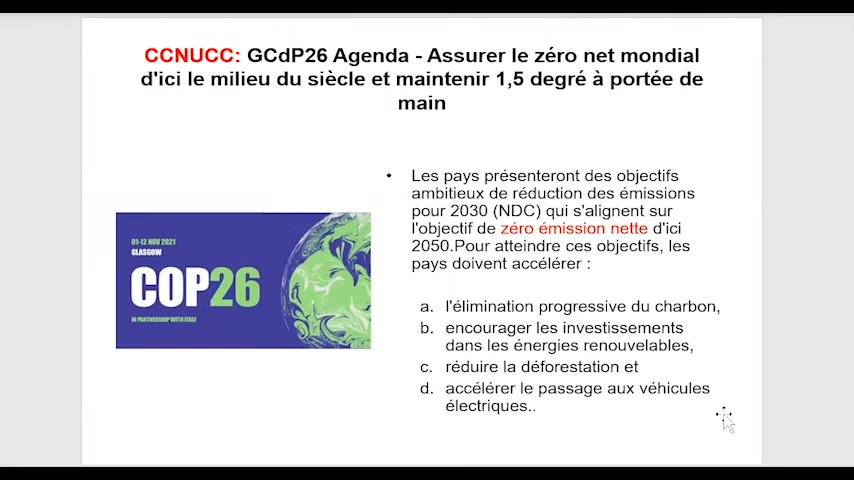 CCNUCC: GCdP26 Agenda - Assurer le zéro net mondial
d'ici le milieu du siècle et maintenir 1,5 degré à portée de
main
• Les pays présenteront des objectifs
ambitieux de réduction des émissions
pour 2030 (NDC) qui s'alignent sur
l'objectif de zéro émission nette d'ici
2050.Pour atteindre ces objectifs, les
pays doivent accélérer :
a. l'élimination progressive du charbon,
b. encourager les investissements
dans les énergies renouvelables,
c. réduire la déforestation et
d. accélérer le passage aux véhicules
électriques..
01-12 NOV 2021
GLASGOW
COP26
IN PARTNERSHIP WITH ITALY